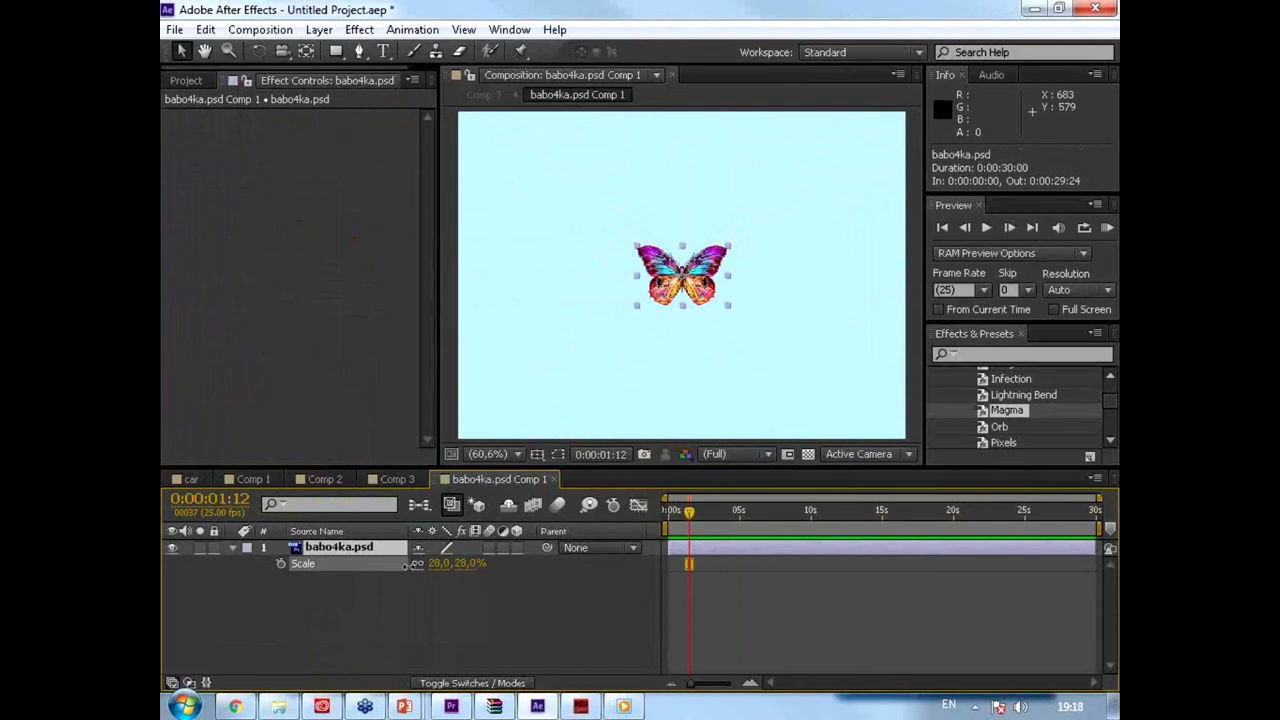 Adobe After Effects - Untitled Project.aep *
File Edit Composition Layer Effect Animation View Window Help
Workspace: Standard
Search Help
Project
Effect Controls: babo4ka.psd
babo4ka.psd Comp 1 • babo4ka.psd
Composition: babo4ka.psd Comp 1
Comp 3
babo4ka.psd Comp 1
Info
Audio
R :
G :
B :
A : 0
X : 683
Y : 579
babo4ka.psd
Duration: 0:00:30:00
In: 0:00:00:00, Out: 0:00:29:24
Preview
RAM Preview Options
Frame Rate Skip Resolution
(25) 0 Auto
From Current Time Full Screen
Effects & Presets
Infection
Lightning Bend
Magma
Orb
Pixels
(60,6%) 0:00:01:12 (Full) Active Camera
car Comp 1 Comp 2 Comp 3 babo4ka.psd Comp 1
0:00:01:12
00037 (25.00 fps)
:00s 05s 10s 15s 20s 25s 30s
# Source Name Parent
1 babo4ka.psd None
Scale 28,0,28,0%
Toggle Switches / Modes
Pr Ae
EN 19:18